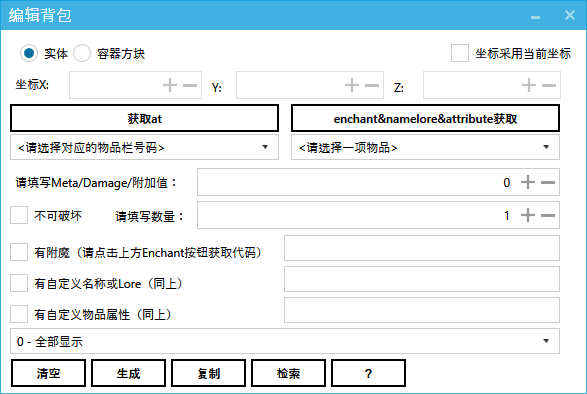 编辑背包
实体 容器方块 坐标采用当前坐标
坐标X: Y: Z:
获取at enchant&namelore&attribute获取
<请选择对应的物品栏号码> <请选择一项物品>
请填写Meta/Damage/附加值： 0
不可破坏 请填写数量： 1
有附魔（请点击上方Enchant按钮获取代码）
有自定义名称或Lore（同上）
有自定义物品属性（同上）
0 - 全部显示
清空 生成 复制 检索 ?